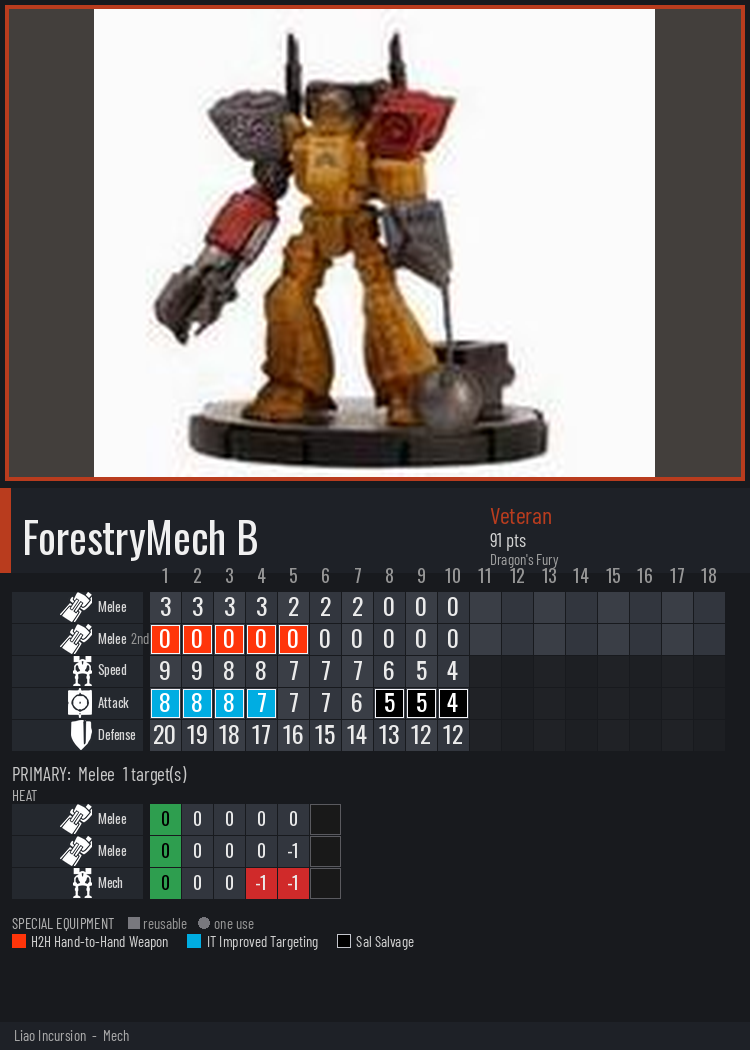 ForestryMech B
Veteran
91 pts
Dragon's Fury
1 2 3 4 5 6 7 8 9 10 11 12 13 14 15 16 17 18
Melee 3 3 3 3 2 2 2 0 0 0
Melee 2nd 0 0 0 0 0 0 0 0 0 0
Speed 9 9 8 8 7 7 7 6 5 4
Attack 8 8 8 7 7 7 6 5 5 4
Defense 20 19 18 17 16 15 14 13 12 12
PRIMARY: Melee 1 target(s)
HEAT
Melee 0 0 0 0 0
Melee 0 0 0 0 -1
Mech 0 0 0 -1 -1
SPECIAL EQUIPMENT reusable one use
H2H Hand-to-Hand Weapon IT Improved Targeting Sal Salvage
Liao Incursion - Mech